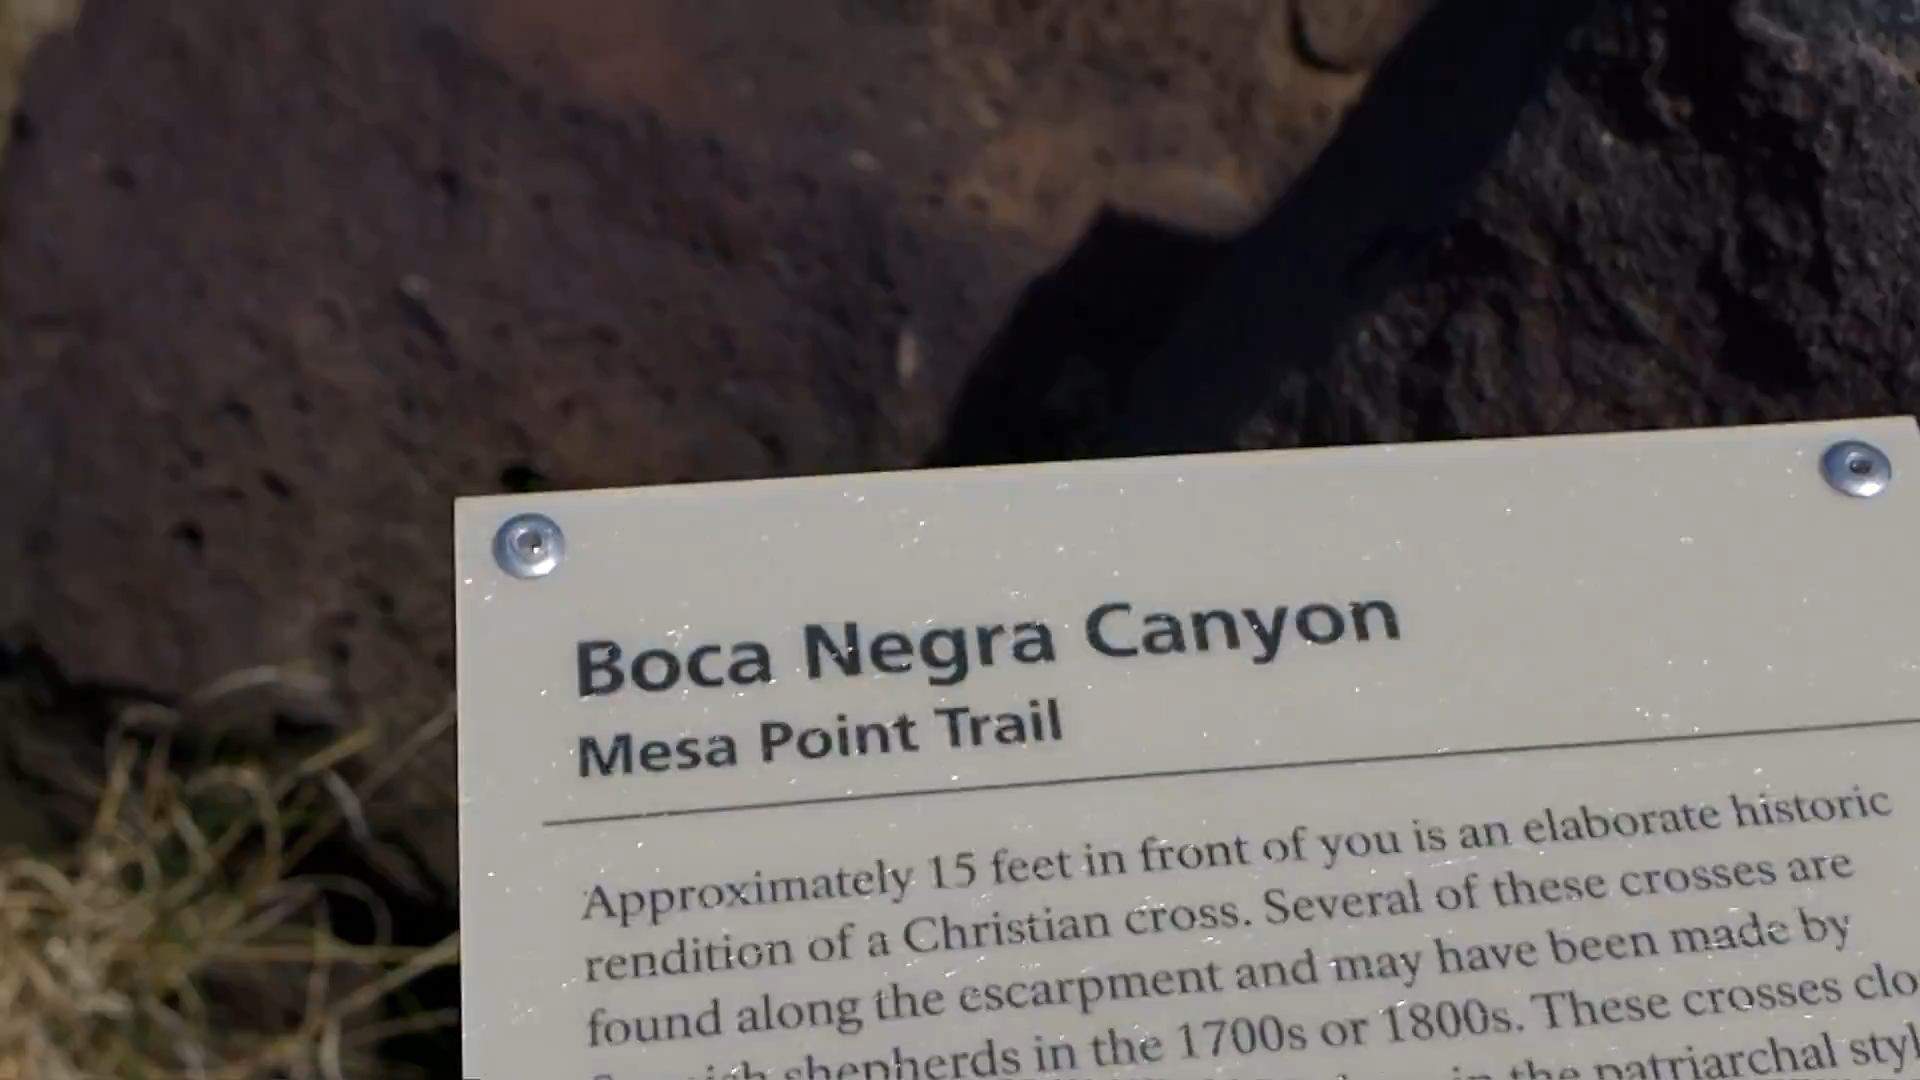 Boca Negra Canyon
Mesa Point Trail
Approximately 15 feet in front of you is an elaborate historic
rendition of a Christian cross. Several of these crosses are
found along the escarpment and may have been made by
shepherds in the 1700s or 1800s. These crosses clo
in the patriarchal styl